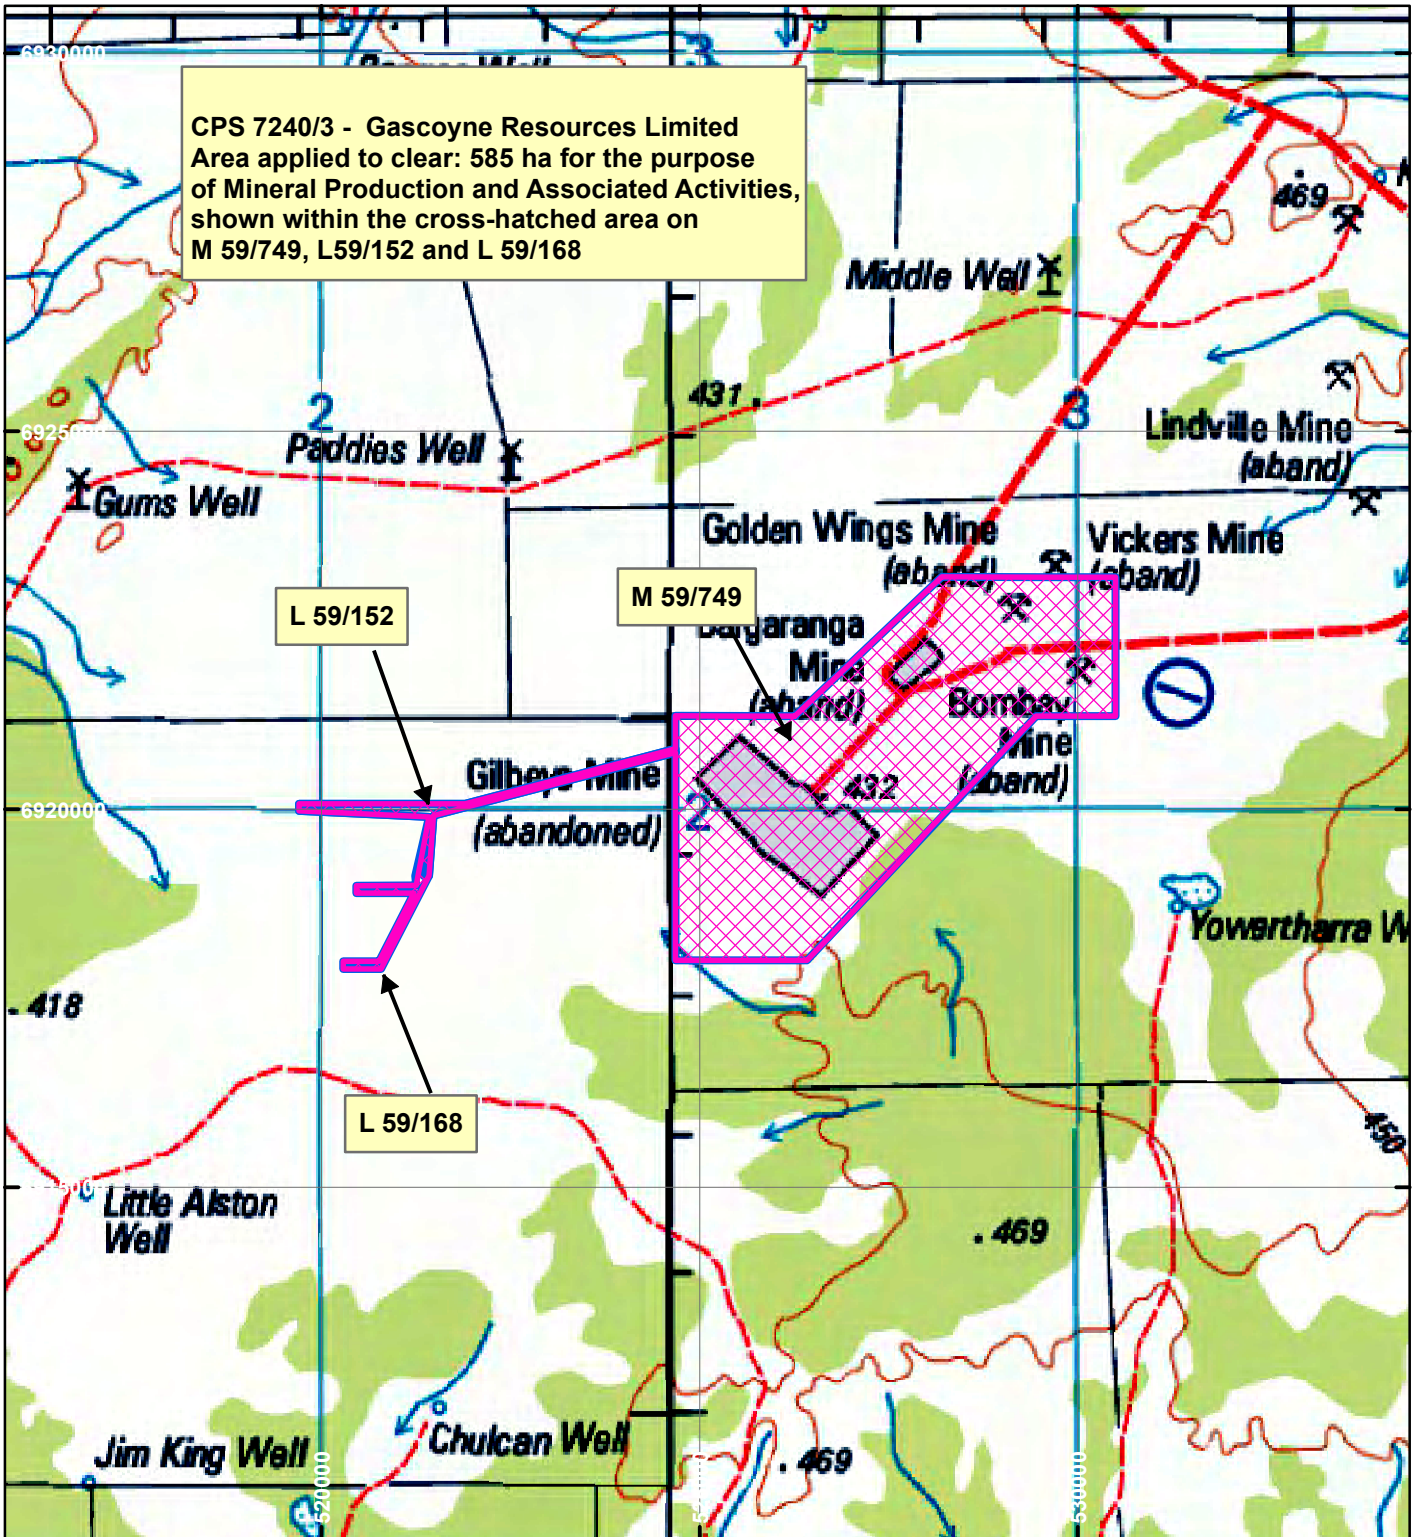 6930000
CPS 7240/3 - Gascoyne Resources Limited
Area applied to clear: 585 ha for the purpose
of Mineral Production and Associated Activities,
shown within the cross-hatched area on
M 59/749, L59/152 and L 59/168
469
Middle Well
431
2
3
6925000
Paddies Well
Gums Well
Lindville Mine
(aband)
Golden Wings Mine
(aband)
Vickers Mine
(aband)
L 59/152
M 59/749
Mine
(aband)
Bombay
Mine
(aband)
Gilbeys Mine
(abandoned)
432
6920000
2
Yowertharra W
418
L 59/168
450
Little Alston
Well
469
Jim King Well
Chulcan Well
469
520000
530000